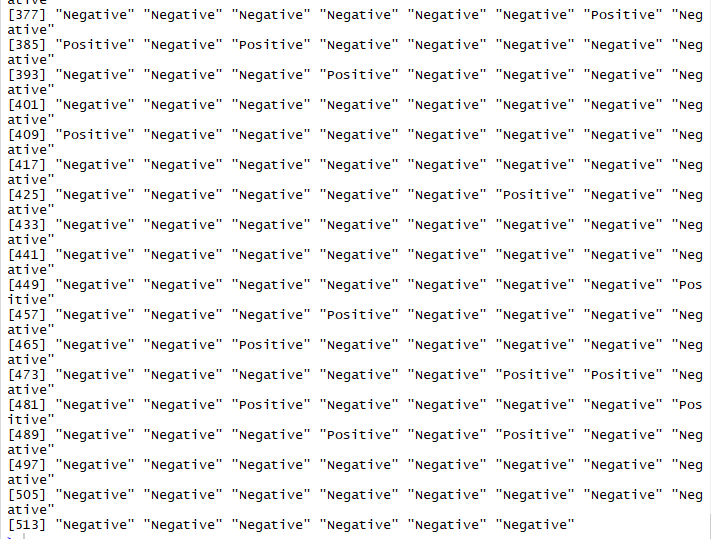 ative"
[377] "Negative" "Negative" "Negative" "Negative" "Negative" "Negative" "Positive" "Neg
ative"
[385] "Positive" "Negative" "Positive" "Negative" "Negative" "Negative" "Negative" "Neg
ative"
[393] "Negative" "Negative" "Negative" "Positive" "Negative" "Negative" "Negative" "Neg
ative"
[401] "Negative" "Negative" "Negative" "Negative" "Negative" "Negative" "Negative" "Neg
ative"
[409] "Positive" "Negative" "Negative" "Negative" "Negative" "Negative" "Negative" "Neg
ative"
[417] "Negative" "Negative" "Negative" "Negative" "Negative" "Negative" "Negative" "Neg
ative"
[425] "Negative" "Negative" "Negative" "Negative" "Negative" "Positive" "Negative" "Neg
ative"
[433] "Negative" "Negative" "Negative" "Negative" "Negative" "Negative" "Negative" "Neg
ative"
[441] "Negative" "Negative" "Negative" "Negative" "Negative" "Negative" "Negative" "Neg
ative"
[449] "Negative" "Negative" "Negative" "Negative" "Negative" "Negative" "Negative" "Pos
itive"
[457] "Negative" "Negative" "Negative" "Positive" "Negative" "Negative" "Negative" "Neg
ative"
[465] "Negative" "Negative" "Positive" "Negative" "Negative" "Negative" "Negative" "Neg
ative"
[473] "Negative" "Negative" "Negative" "Negative" "Negative" "Positive" "Positive" "Neg
ative"
[481] "Negative" "Negative" "Positive" "Negative" "Negative" "Negative" "Negative" "Pos
itive"
[489] "Negative" "Negative" "Negative" "Positive" "Negative" "Positive" "Negative" "Neg
ative"
[497] "Negative" "Negative" "Negative" "Negative" "Negative" "Negative" "Negative" "Neg
ative"
[505] "Negative" "Negative" "Negative" "Negative" "Negative" "Negative" "Negative" "Neg
ative"
[513] "Negative" "Negative" "Negative" "Negative" "Negative" "Negative"
>